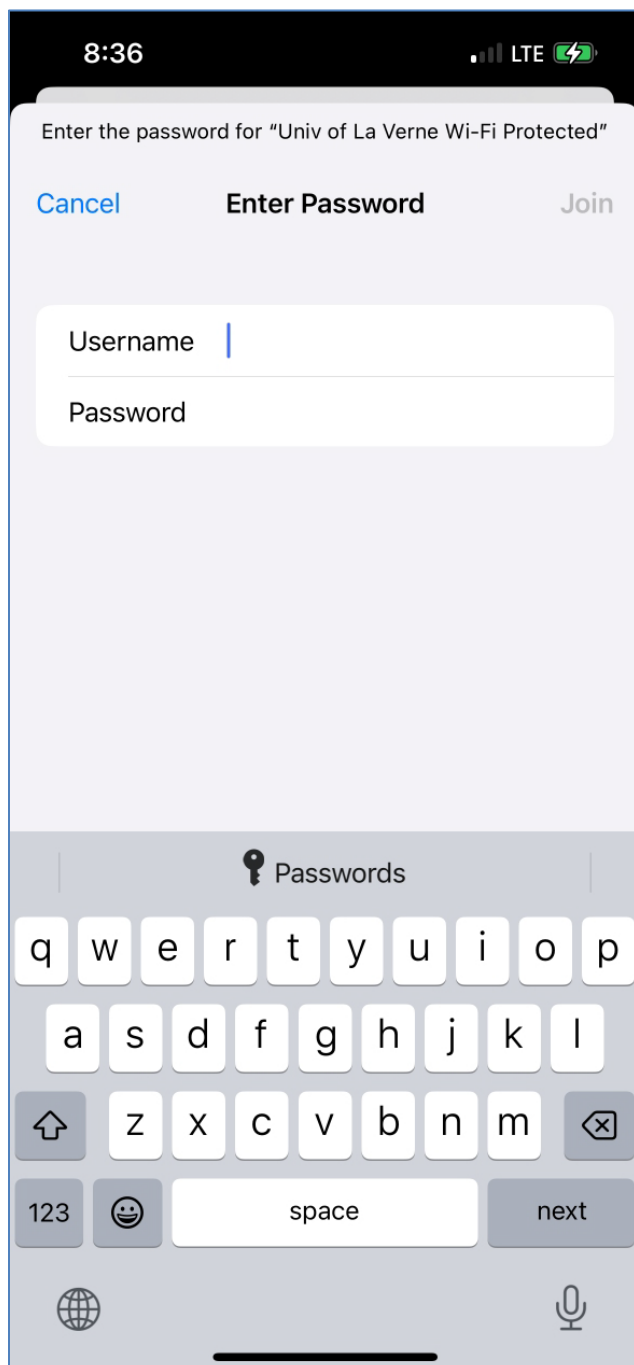 8:36 LTE
Enter the password for “Univ of La Verne Wi-Fi Protected”
Cancel Enter Password Join
Username
Password
Passwords
q w e r t y u i o p
a s d f g h j k l
z x c v b n m
123 space next